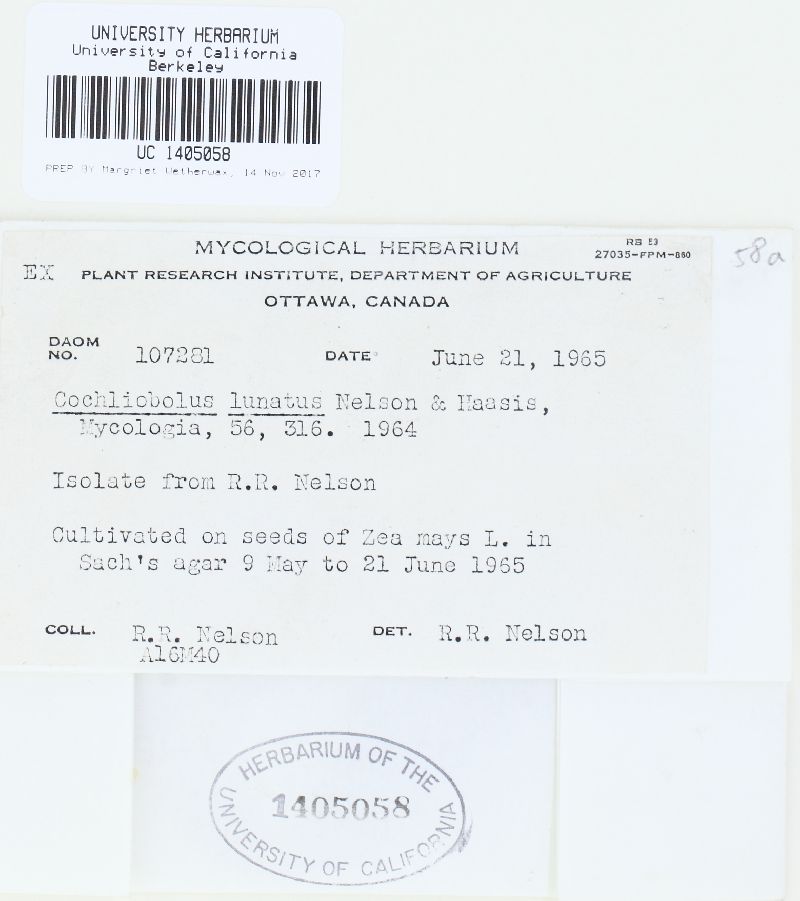 UNIVERSITY HERBARIUM
University of California
Berkeley
UC 1405058
PREP BY Margriet Wetherwax, 14 Nov 2017
MYCOLOGICAL HERBARIUM
RB 53
27035-FPM-860
58a
EX PLANT RESEARCH INSTITUTE, DEPARTMENT OF AGRICULTURE
OTTAWA, CANADA
DAOM
NO. 107281 DATE June 21, 1965
Cochliobolus lunatus Nelson & Haasis,
Mycologia, 56, 316. 1964
Isolate from R.R. Nelson
Cultivated on seeds of Zea mays L. in
Sach's agar 9 May to 21 June 1965
COLL. R.R. Nelson DET. R.R. Nelson
A16M40
HERBARIUM OF THE
1405058
UNIVERSITY OF CALIFORNIA